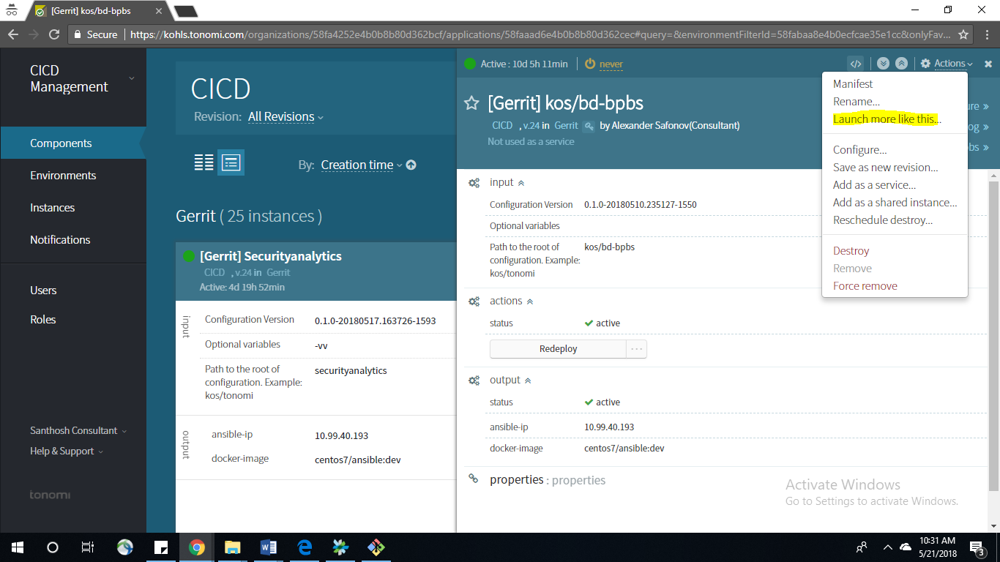 [Gerrit] kos/bd-bpbs
Secure
https://kohls.tonomi.com/organizations/58fa4252e4b0b8b80d362bcf/applications/58faaad6e4b0b8b80d362cec#query=&environmentFilterId=58fabaa8e4b0ecfcae35e1cc&onlyFav...
CICD
Management
Components
Environments
Instances
Notifications
Users
Roles
Santhosh Consultant
Help & Support
tonomi
CICD
Revision: All Revisions
By: Creation time
Gerrit ( 25 instances )
[Gerrit] Securityanalytics
CICD , v.24 in Gerrit
Active: 4d 19h 52min
input
Configuration Version 0.1.0-20180517.163726-1593
Optional variables -vv
Path to the root of
configuration. Example:
kos/tonomi
securityanalytics
output
ansible-ip 10.99.40.193
docker-image centos7/ansible:dev
Active : 10d 5h 11min never
</> Actions
[Gerrit] kos/bd-bpbs
CICD , v.24 in Gerrit by Alexander Safonov(Consultant)
Not used as a service
Manifest
Rename...
Launch more like this...
Configure...
Save as new revision...
Add as a service...
Add as a shared instance...
Reschedule destroy...
Destroy
Remove
Force remove
ure »
og »
bs »
input
Configuration Version 0.1.0-20180510.235127-1550
Optional variables
Path to the root of
configuration. Example:
kos/tonomi
kos/bd-bpbs
actions
status active
Redeploy ...
output
status active
ansible-ip 10.99.40.193
docker-image centos7/ansible:dev
properties : properties
Activate Windows
Go to Settings to activate Windows.
10:31 AM
5/21/2018
3